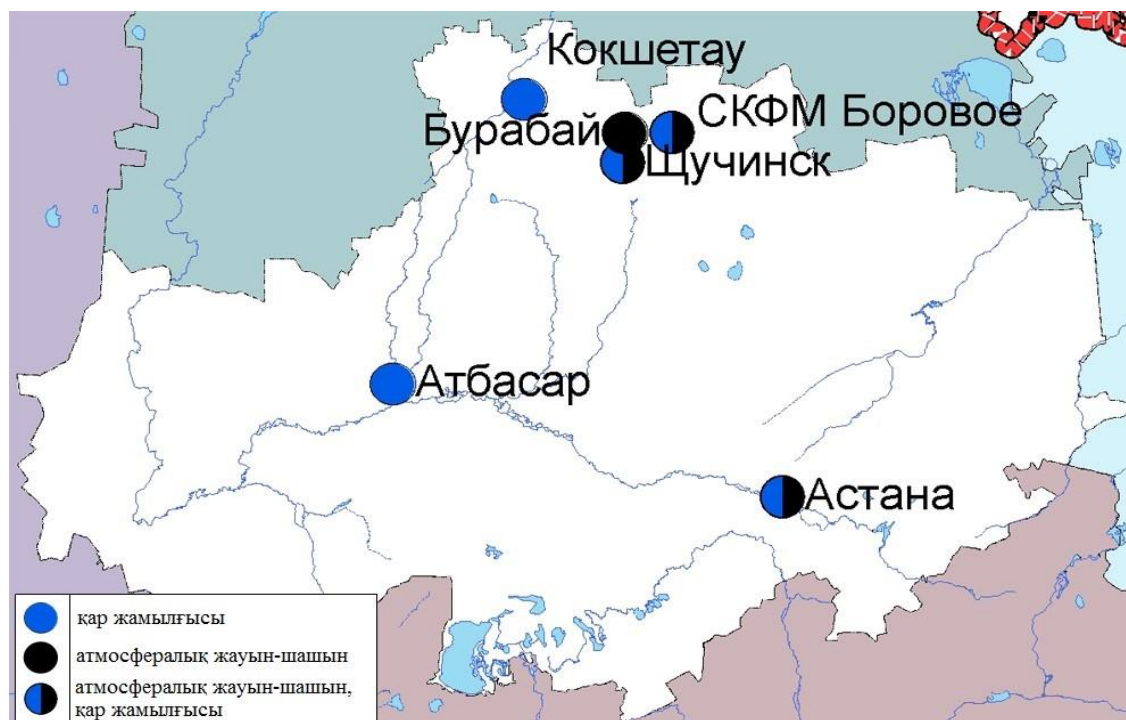 Кокшетау
СКФМ Боровое
Бурабай
Щучинск
Атбасар
Астана
қар жамылғысы
атмосфералық жауын-шашын
атмосфералық жауын-шашын,
қар жамылғысы